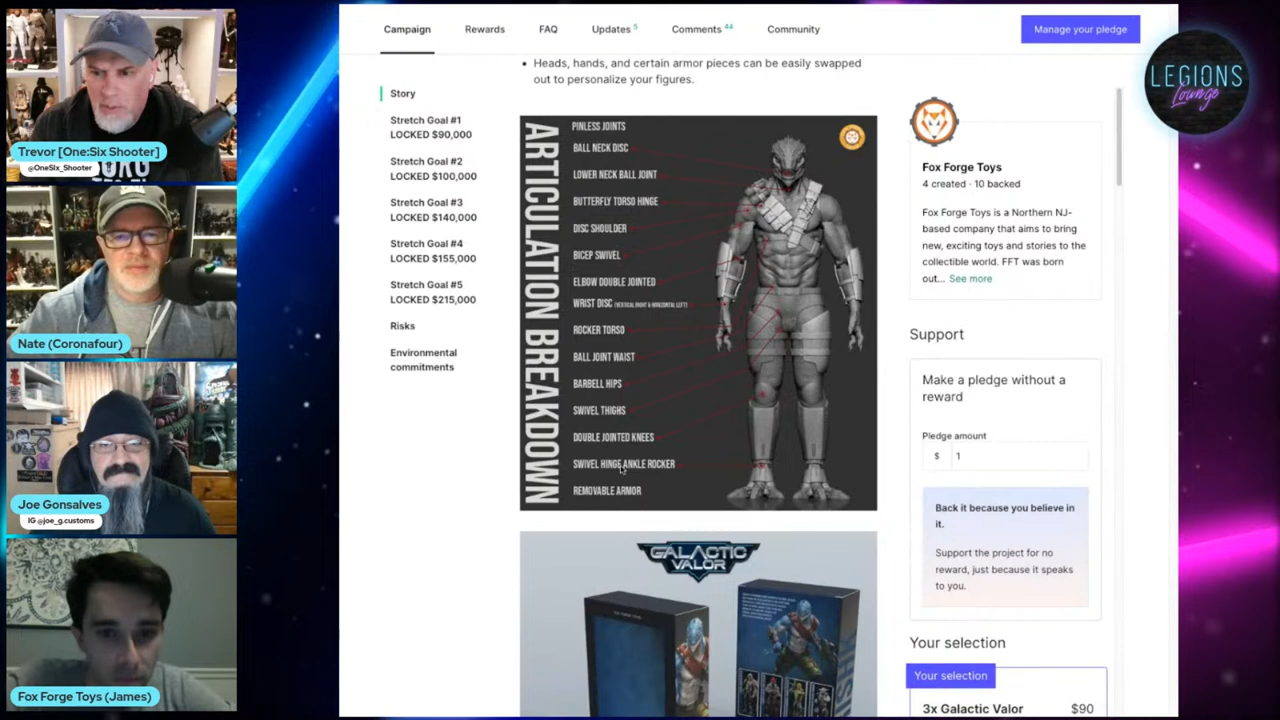 Trevor [One:Six Shooter]
@OneSix_Shooter
Nate (Coronafour)
Joe Gonsalves
IG @joe_g.customs
Fox Forge Toys (James)
Campaign
Rewards
FAQ
Updates 5
Comments 44
Community
Manage your pledge
LEGIONS
Lounge
Story
Stretch Goal #1
LOCKED $90,000
Stretch Goal #2
LOCKED $100,000
Stretch Goal #3
LOCKED $140,000
Stretch Goal #4
LOCKED $155,000
Stretch Goal #5
LOCKED $215,000
Risks
Environmental
commitments
• Heads, hands, and certain armor pieces can be easily swapped
out to personalize your figures.
ARTICULATION BREAKDOWN
PINLESS JOINTS
BALL NECK DISC
LOWER NECK BALL JOINT
BUTTERFLY TORSO HINGE
DISC SHOULDER
BICEP SWIVEL
ELBOW DOUBLE JOINTED
WRIST DISC (VERTICAL RIGHT & HORIZONTAL LEFT)
ROCKER TORSO
BALL JOINT WAIST
BARBELL HIPS
SWIVEL THIGHS
DOUBLE JOINTED KNEES
SWIVEL HINGE ANKLE ROCKER
REMOVABLE ARMOR
GALACTIC
VALOR
FOX FORGE TOYS
Fox Forge Toys
4 created · 10 backed
Fox Forge Toys is a Northern NJ-
based company that aims to bring
new, exciting toys and stories to the
collectible world. FFT was born
out... See more
Support
Make a pledge without a
reward
Pledge amount
$ 1
Back it because you believe in
it.
Support the project for no
reward, just because it speaks
to you.
Your selection
Your selection
3x Galactic Valor
$90